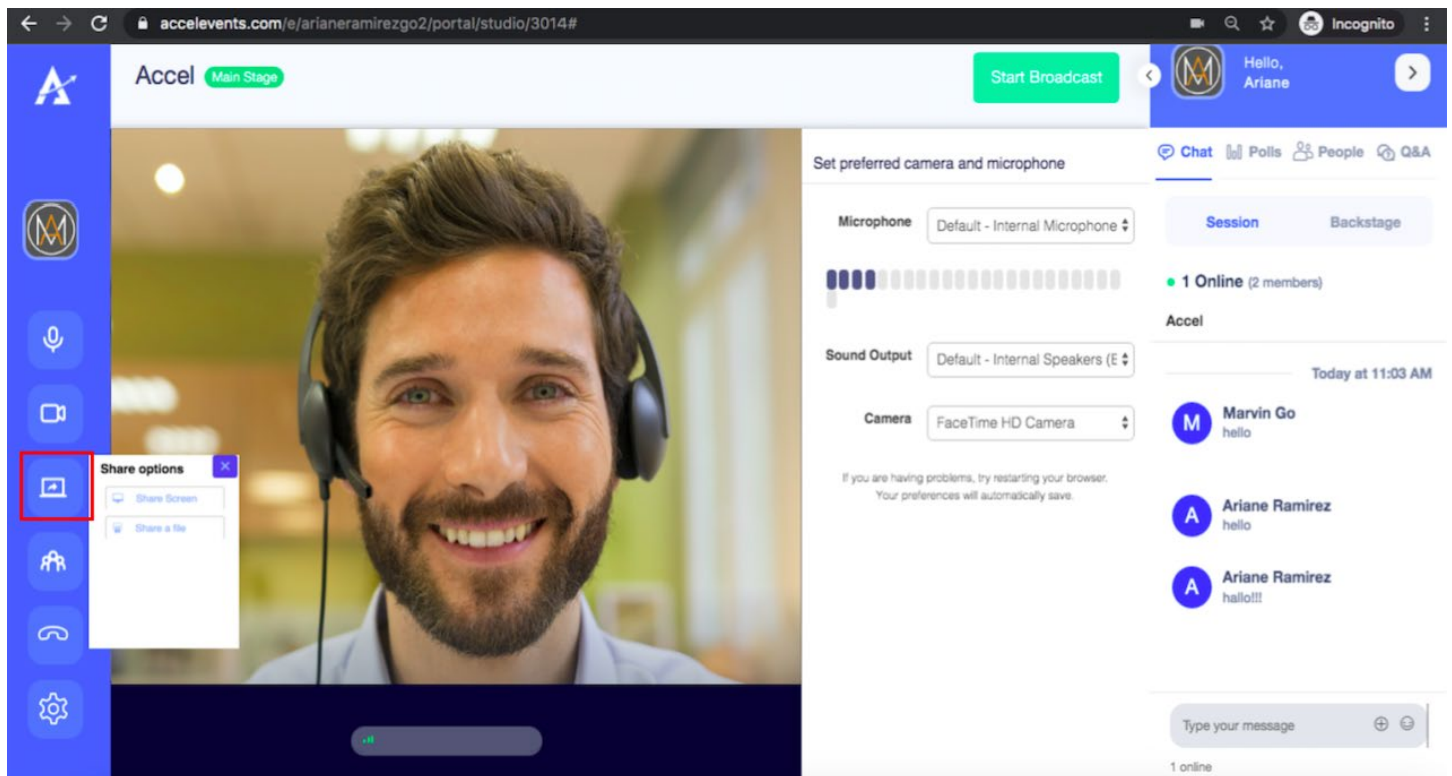 accelevents.com/e/arianeramirezgo2/portal/studio/3014#
Incognito
Accel Main Stage
Start Broadcast
Hello,
Ariane
Set preferred camera and microphone
Microphone
Default - Internal Microphone
Sound Output
Default - Internal Speakers (E
Camera
FaceTime HD Camera
If you are having problems, try restarting your browser.
Your preferences will automatically save.
Share options
Share Screen
Share a file
Chat Polls People Q&A
Session Backstage
1 Online (2 members)
Accel
Today at 11:03 AM
M
Marvin Go
hello
A
Ariane Ramirez
hello
A
Ariane Ramirez
hallo!!!
Type your message
1 online